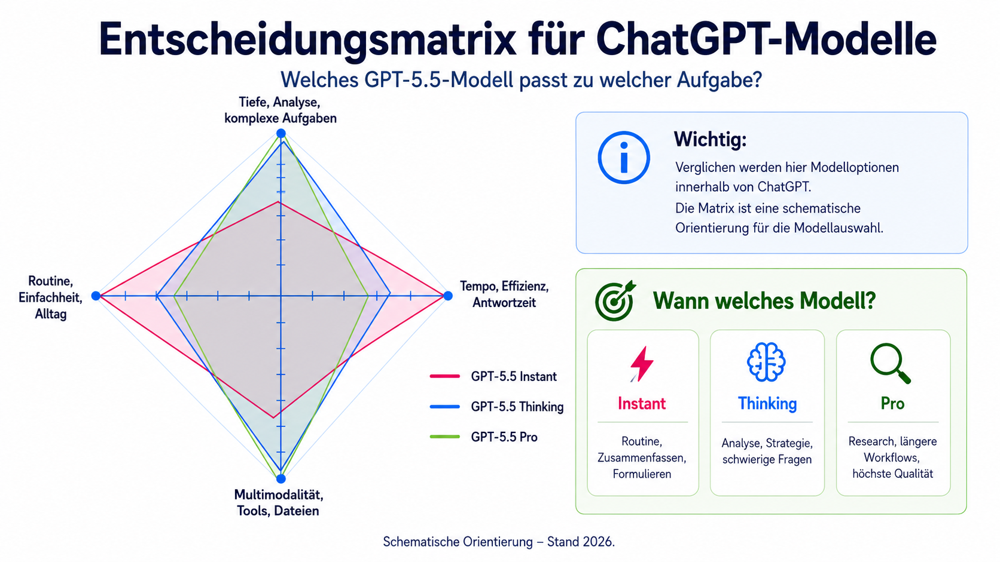 Entscheidungsmatrix für ChatGPT-Modelle
Welches GPT-5.5-Modell passt zu welcher Aufgabe?
Tiefe, Analyse,
komplexe Aufgaben
Routine,
Einfachheit,
Alltag
Tempo, Effizienz,
Antwortzeit
Multimodalität,
Tools, Dateien
GPT-5.5 Instant
GPT-5.5 Thinking
GPT-5.5 Pro
Wichtig:
Verglichen werden hier Modelloptionen
innerhalb von ChatGPT.
Die Matrix ist eine schematische
Orientierung für die Modellauswahl.
Wann welches Modell?
Instant
Routine,
Zusammenfassen,
Formulieren
Thinking
Analyse, Strategie,
schwierige Fragen
Pro
Research, längere
Workflows,
höchste Qualität
Schematische Orientierung – Stand 2026.